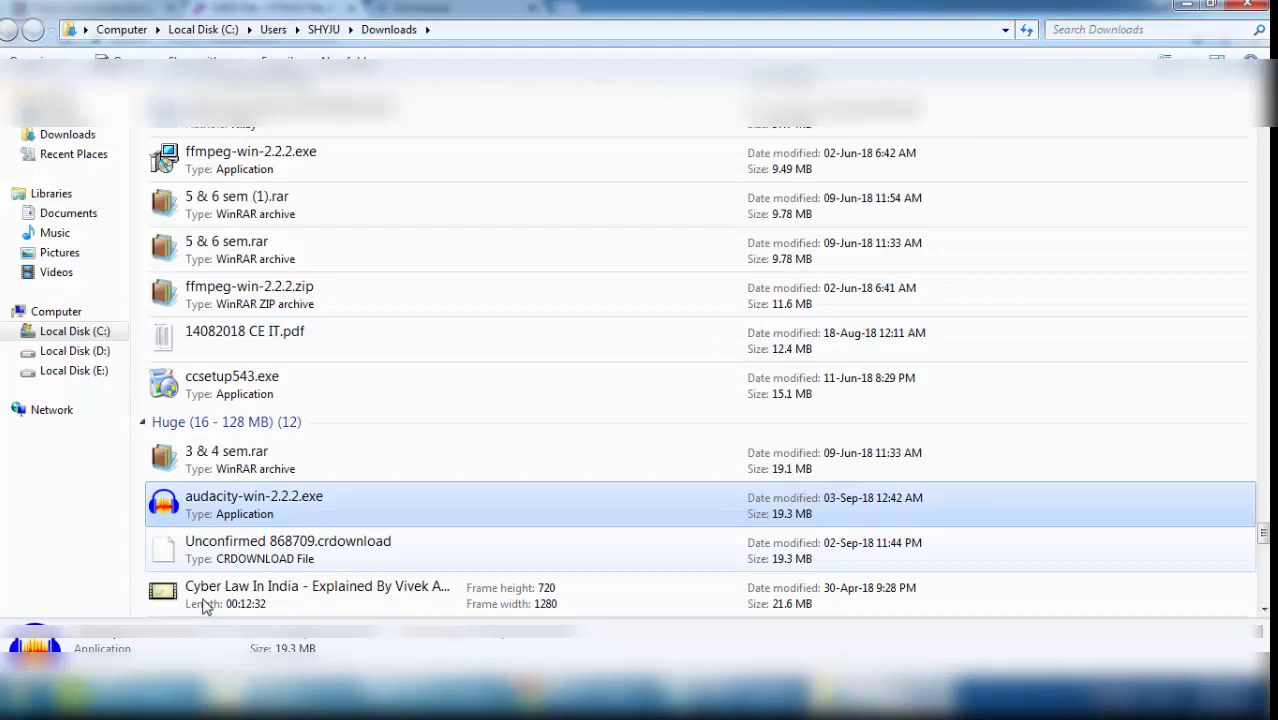 Computer Local Disk (C:) Users SHYJU Downloads
Search Downloads
Downloads
Recent Places
Libraries
Documents
Music
Pictures
Videos
Computer
Local Disk (C:)
Local Disk (D:)
Local Disk (E:)
Network
ffmpeg-win-2.2.2.exe Date modified: 02-Jun-18 6:42 AM
Type: Application Size: 9.49 MB
5 & 6 sem (1).rar Date modified: 09-Jun-18 11:54 AM
Type: WinRAR archive Size: 9.78 MB
5 & 6 sem.rar Date modified: 09-Jun-18 11:33 AM
Type: WinRAR archive Size: 9.78 MB
ffmpeg-win-2.2.2.zip Date modified: 02-Jun-18 6:41 AM
Type: WinRAR ZIP archive Size: 11.6 MB
14082018 CE IT.pdf Date modified: 18-Aug-18 12:11 AM
Size: 12.4 MB
ccsetup543.exe Date modified: 11-Jun-18 8:29 PM
Type: Application Size: 15.1 MB
Huge (16 - 128 MB) (12)
3 & 4 sem.rar Date modified: 09-Jun-18 11:33 AM
Type: WinRAR archive Size: 19.1 MB
audacity-win-2.2.2.exe Date modified: 03-Sep-18 12:42 AM
Type: Application Size: 19.3 MB
Unconfirmed 868709.crdownload Date modified: 02-Sep-18 11:44 PM
Type: CRDOWNLOAD File Size: 19.3 MB
Cyber Law In India - Explained By Vivek A... Frame height: 720 Date modified: 30-Apr-18 9:28 PM
Length: 00:12:32 Frame width: 1280 Size: 21.6 MB
Application Size: 19.3 MB